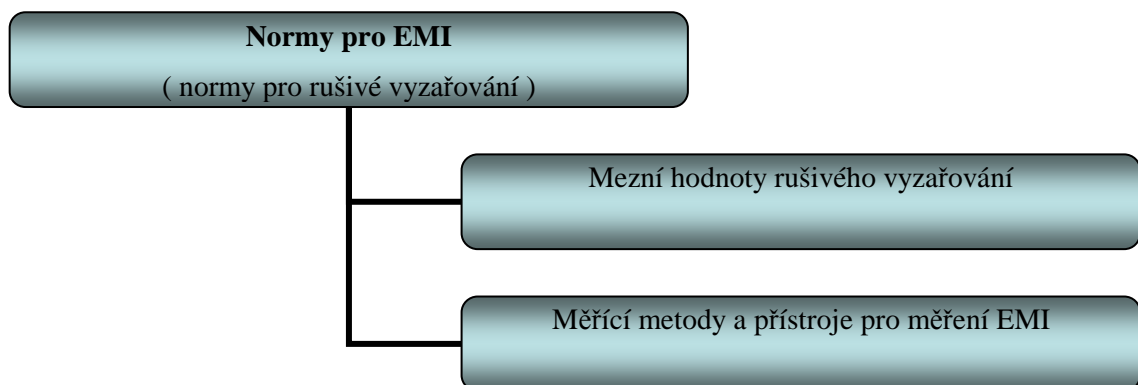 Normy pro EMI
( normy pro rušivé vyzařování )
Mezní hodnoty rušivého vyzařování
Měřící metody a přístroje pro měření EMI